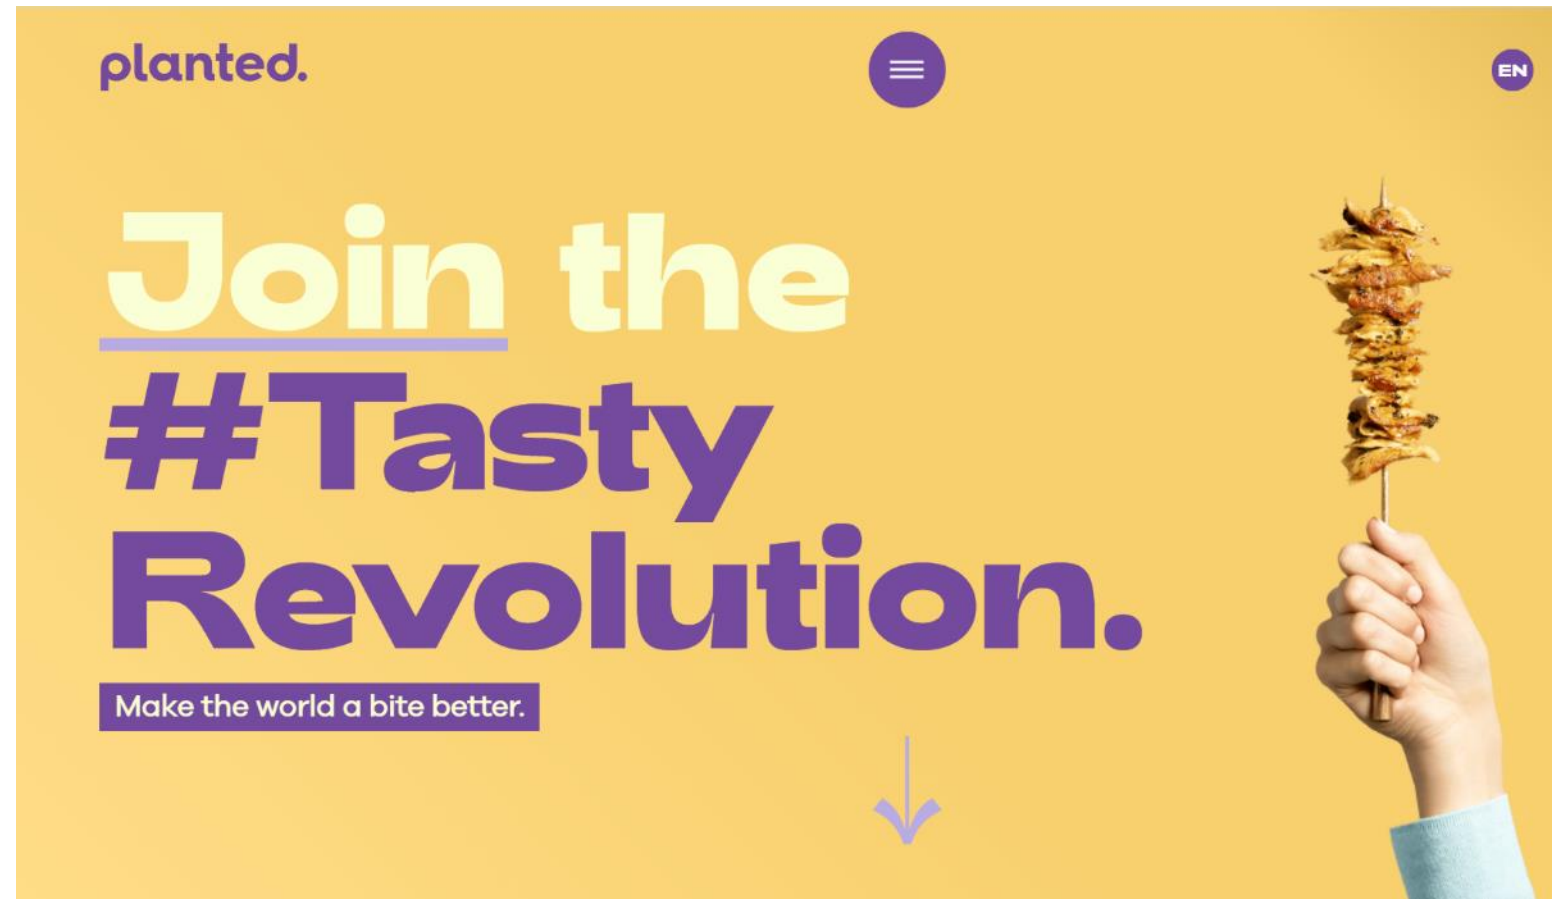 planted.
EN
Join the
#Tasty
Revolution.
Make the world a bite better.